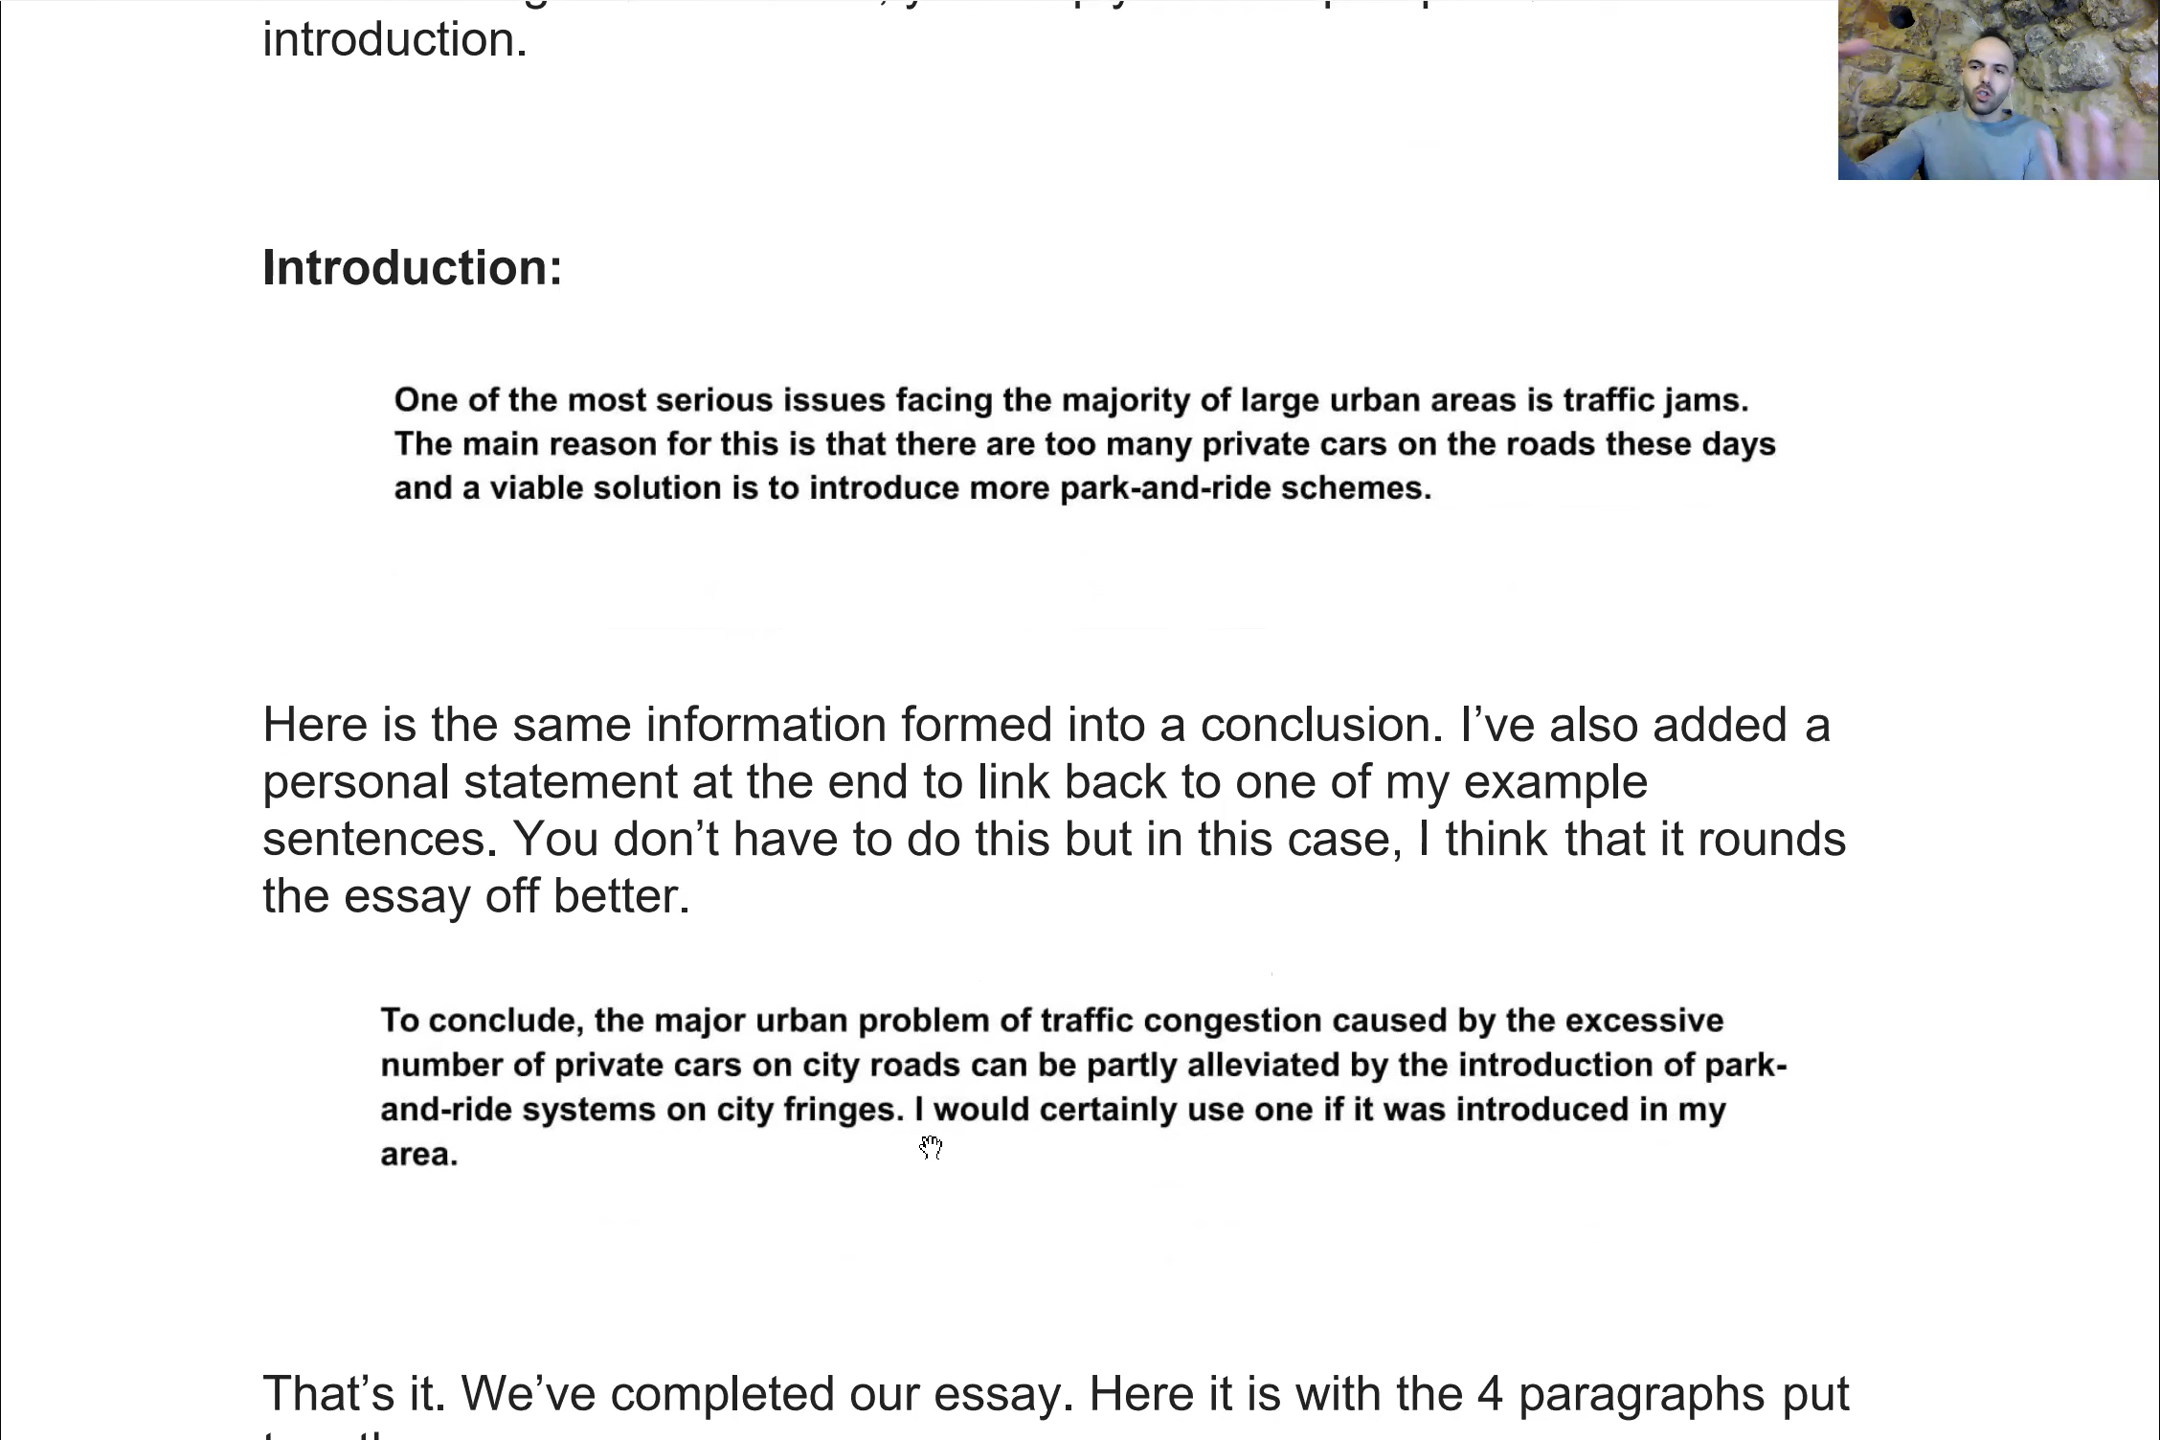 introduction.
Introduction:
One of the most serious issues facing the majority of large urban areas is traffic jams.
The main reason for this is that there are too many private cars on the roads these days
and a viable solution is to introduce more park-and-ride schemes.
Here is the same information formed into a conclusion. I’ve also added a
personal statement at the end to link back to one of my example
sentences. You don’t have to do this but in this case, I think that it rounds
the essay off better.
To conclude, the major urban problem of traffic congestion caused by the excessive
number of private cars on city roads can be partly alleviated by the introduction of park-
and-ride systems on city fringes. I would certainly use one if it was introduced in my
area.
That’s it. We’ve completed our essay. Here it is with the 4 paragraphs put